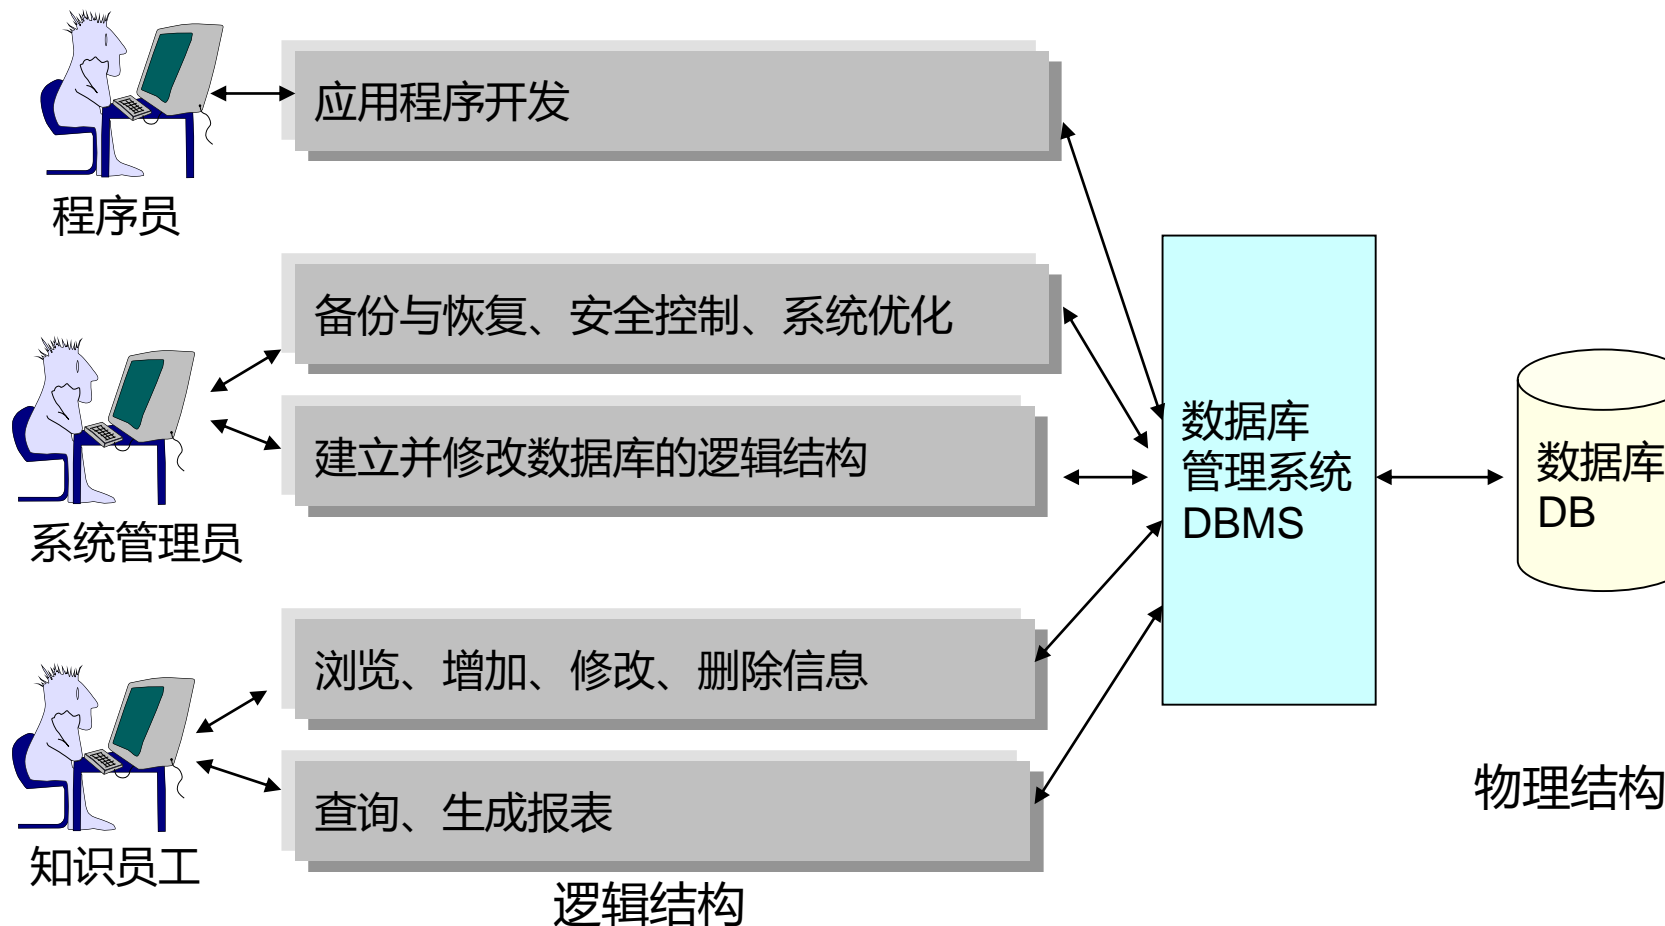 应用程序开发
程序员
备份与恢复、安全控制、系统优化
建立并修改数据库的逻辑结构
系统管理员
浏览、增加、修改、删除信息
查询、生成报表
知识员工
逻辑结构
数据库
管理系统
DBMS
数据库
DB
物理结构